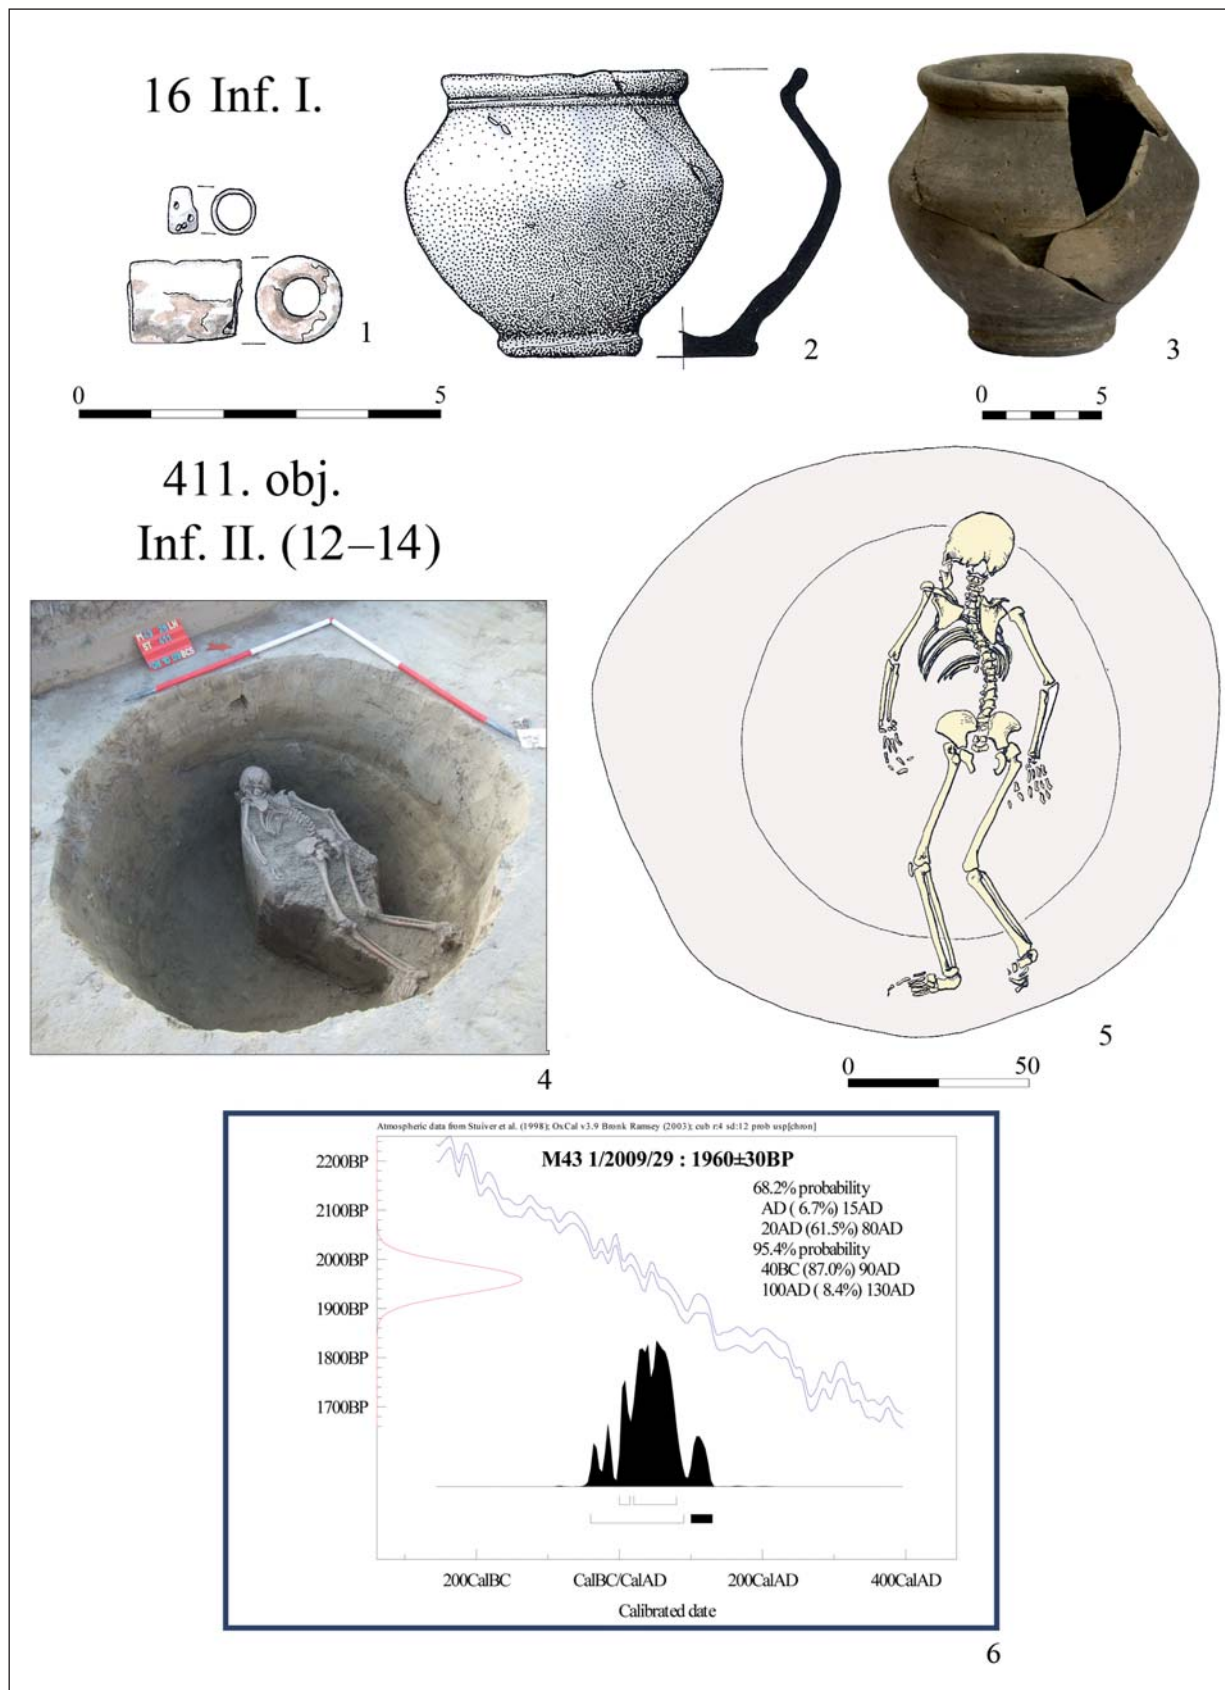 16 Inf. I.
1
2
3
0 5
0 5
411. obj.
Inf. II. (12–14)
4
5
0 50
Atmospheric data from Stuiver et al. (1998); OxCal v3.9 Bronk Ramsey (2003); cub r:4 sd:12 prob usp[chron]
M43 1/2009/29 : 1960±30BP
68.2% probability
AD ( 6.7%) 15AD
20AD (61.5%) 80AD
95.4% probability
40BC (87.0%) 90AD
100AD ( 8.4%) 130AD
2200BP
2100BP
2000BP
1900BP
1800BP
1700BP
200CalBC CalBC/CalAD 200CalAD 400CalAD
Calibrated date
6